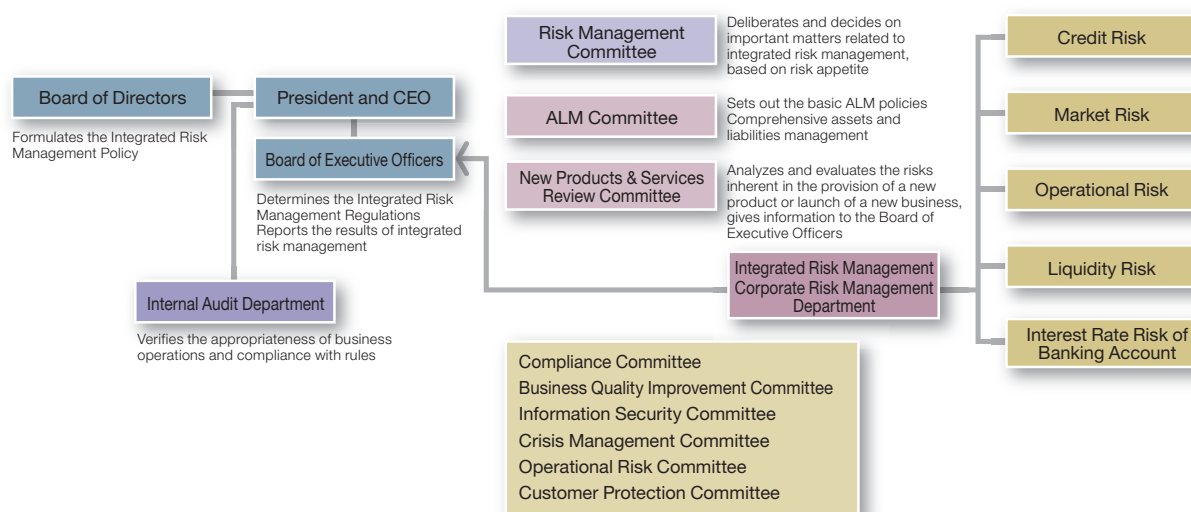 Board of Directors
Formulates the Integrated Risk
Management Policy
President and CEO
Board of Executive Officers
Determines the Integrated Risk
Management Regulations
Reports the results of integrated
risk management
Internal Audit Department
Verifies the appropriateness of business
operations and compliance with rules
Risk Management
Committee
Deliberates and decides on
important matters related to
integrated risk management,
based on risk appetite
ALM Committee
Sets out the basic ALM policies
Comprehensive assets and
liabilities management
New Products & Services
Review Committee
Analyzes and evaluates the risks
inherent in the provision of a new
product or launch of a new business,
gives information to the Board of
Executive Officers
Integrated Risk Management
Corporate Risk Management
Department
Compliance Committee
Business Quality Improvement Committee
Information Security Committee
Crisis Management Committee
Operational Risk Committee
Customer Protection Committee
Credit Risk
Market Risk
Operational Risk
Liquidity Risk
Interest Rate Risk of
Banking Account